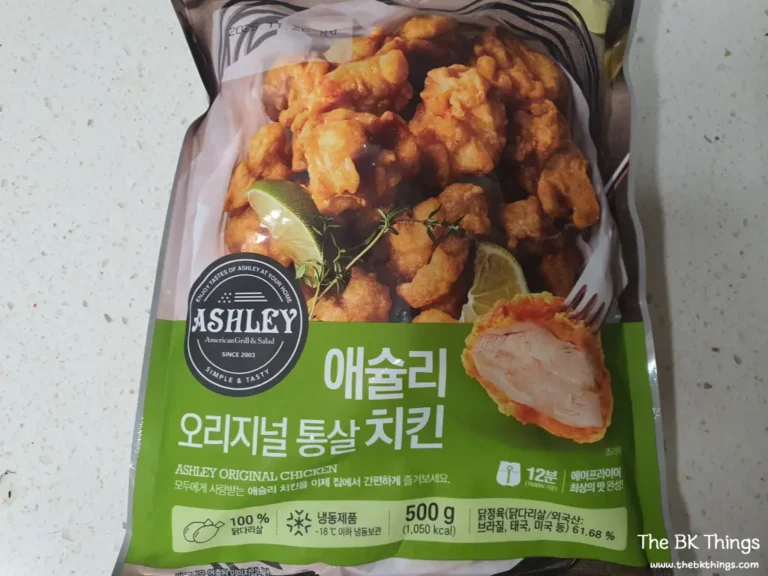 ENJOY TASTES OF ASHLEY AT YOUR HOME
ASHLEY
American Grill & Salad
SINCE 2003
SIMPLE & TASTY
애슐리
오리지널 통살 치킨
ASHLEY ORIGINAL CHICKEN
모두에게 사랑받는 애슐리 치킨을 이제 집에서 간편하게 즐겨보세요.
12분
에어프라이어
최상의 맛 완성!
100 %
닭다리살
냉동제품
-18 ℃ 이하 냉동보관
500 g
(1,050 kcal)
닭정육(닭다리살/외국산:
브라질, 태국, 미국 등) 61.68 %
The BK Things
www.thebkthings.com